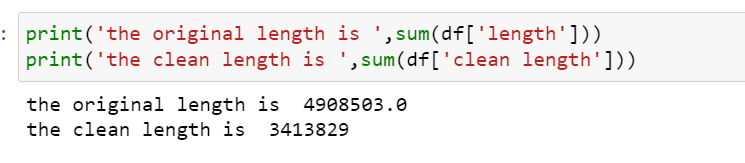 : print('the original length is ',sum(df['length']))
print('the clean length is ',sum(df['clean length']))
the original length is  4908503.0
the clean length is  3413829